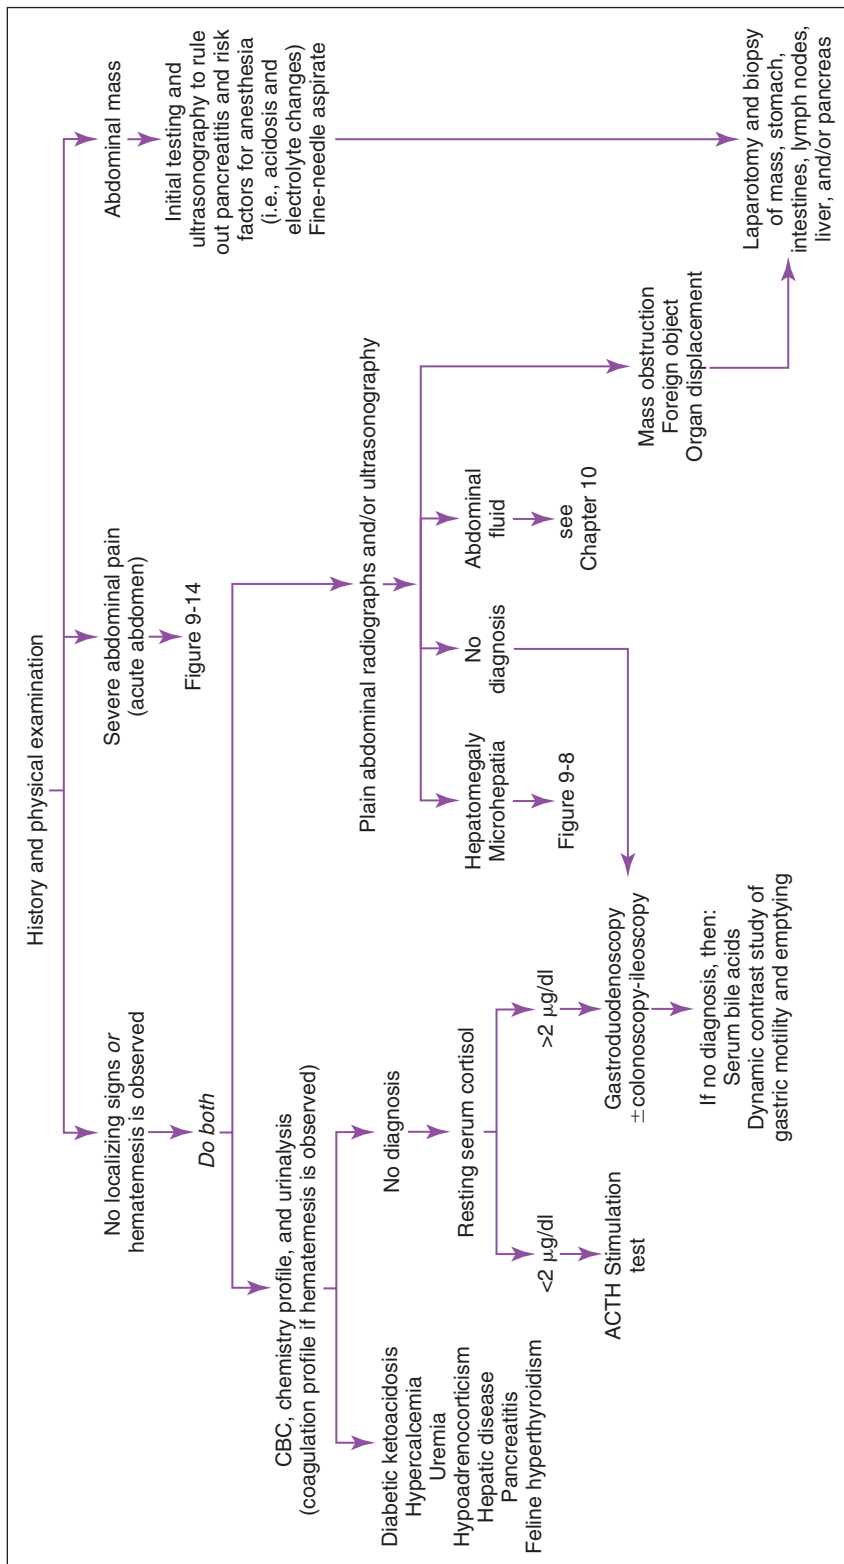 History and physical examination
No localizing signs or
hematemesis is observed
Severe abdominal pain
(acute abdomen)
Abdominal mass
Do both
Figure 9-14
Initial testing and
ultrasonography to rule
out pancreatitis and risk
factors for anesthesia
(i.e., acidosis and
electrolyte changes)
Fine-needle aspirate
CBC, chemistry profile, and urinalysis
(coagulation profile if hematemesis is observed)
Plain abdominal radiographs and/or ultrasonography
Diabetic ketoacidosis
Hypercalcemia
Uremia
Hypoadrenocorticism
Hepatic disease
Pancreatitis
Feline hyperthyroidism
No diagnosis
Resting serum cortisol
<2 μg/dl
>2 μg/dl
ACTH Stimulation
test
Gastroduodenoscopy
±colonoscopy-ileoscopy
If no diagnosis, then:
Serum bile acids
Dynamic contrast study of
gastric motility and emptying
Hepatomegaly
Microhepatia
Figure 9-8
No
diagnosis
Abdominal
fluid
see
Chapter 10
Mass obstruction
Foreign object
Organ displacement
Laparotomy and biopsy
of mass, stomach,
intestines, lymph nodes,
liver, and/or pancreas